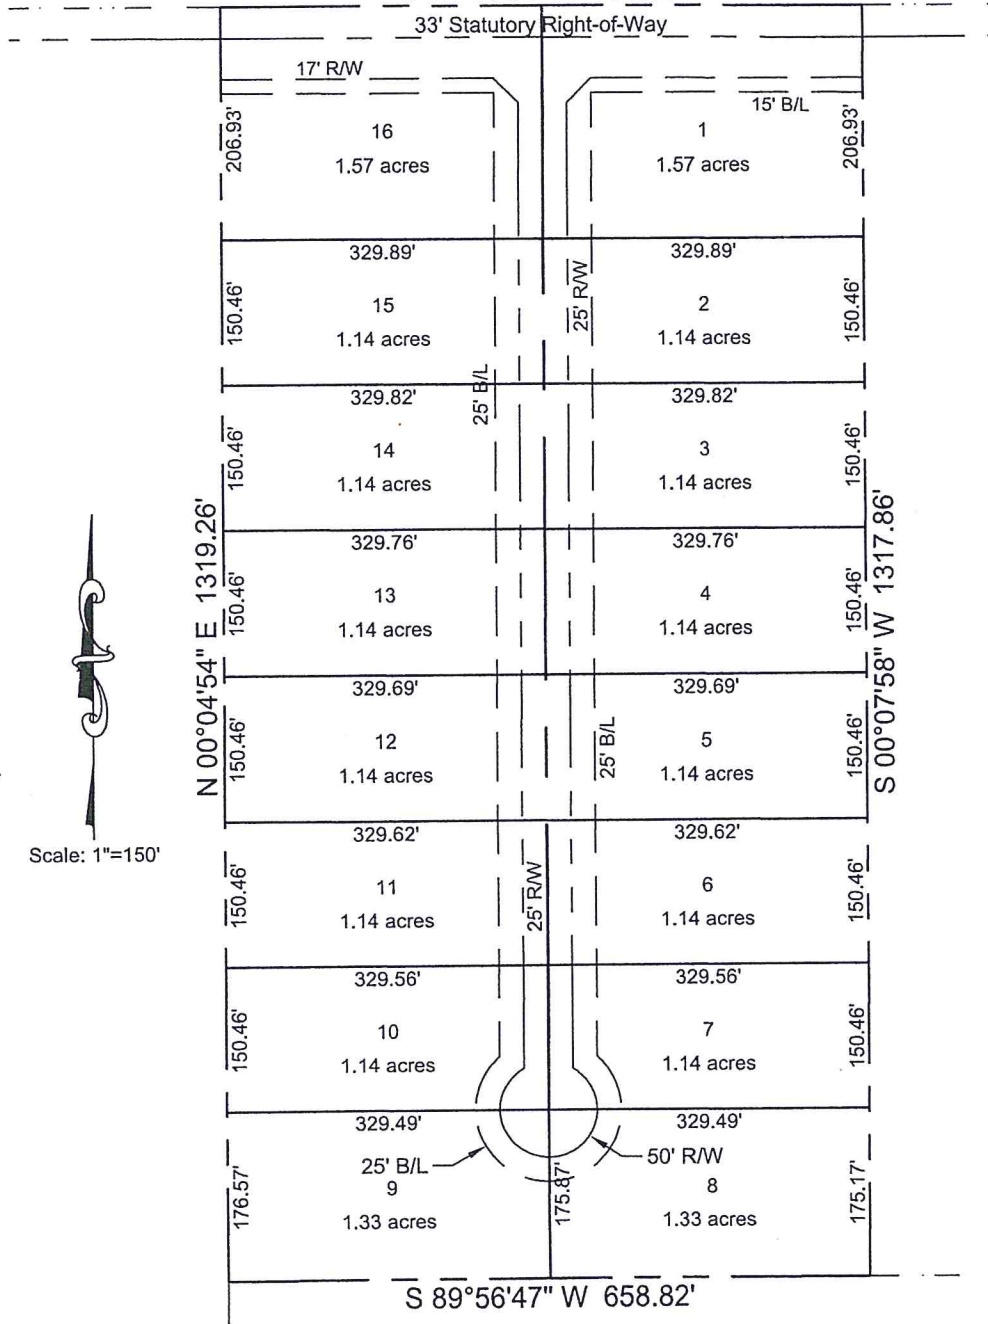 33' Statutory Right-of-Way
17' R/W
15' B/L
206.93'
16
1.57 acres
1
1.57 acres
206.93'
329.89'
329.89'
150.46'
15
1.14 acres
25' R/W
2
1.14 acres
150.46'
25' B/L
329.82'
329.82'
150.46'
14
1.14 acres
3
1.14 acres
150.46'
N 00°04'54" E 1319.26'
S 00°07'58" W 1317.86'
329.76'
329.76'
150.46'
13
1.14 acres
4
1.14 acres
150.46'
329.69'
329.69'
150.46'
12
1.14 acres
25' B/L
5
1.14 acres
150.46'
Scale: 1"=150'
329.62'
329.62'
150.46'
11
1.14 acres
25' R/W
6
1.14 acres
150.46'
329.56'
329.56'
150.46'
10
1.14 acres
7
1.14 acres
150.46'
329.49'
329.49'
25' B/L
50' R/W
176.57'
9
1.33 acres
175.87'
8
1.33 acres
175.17'
S 89°56'47" W 658.82'